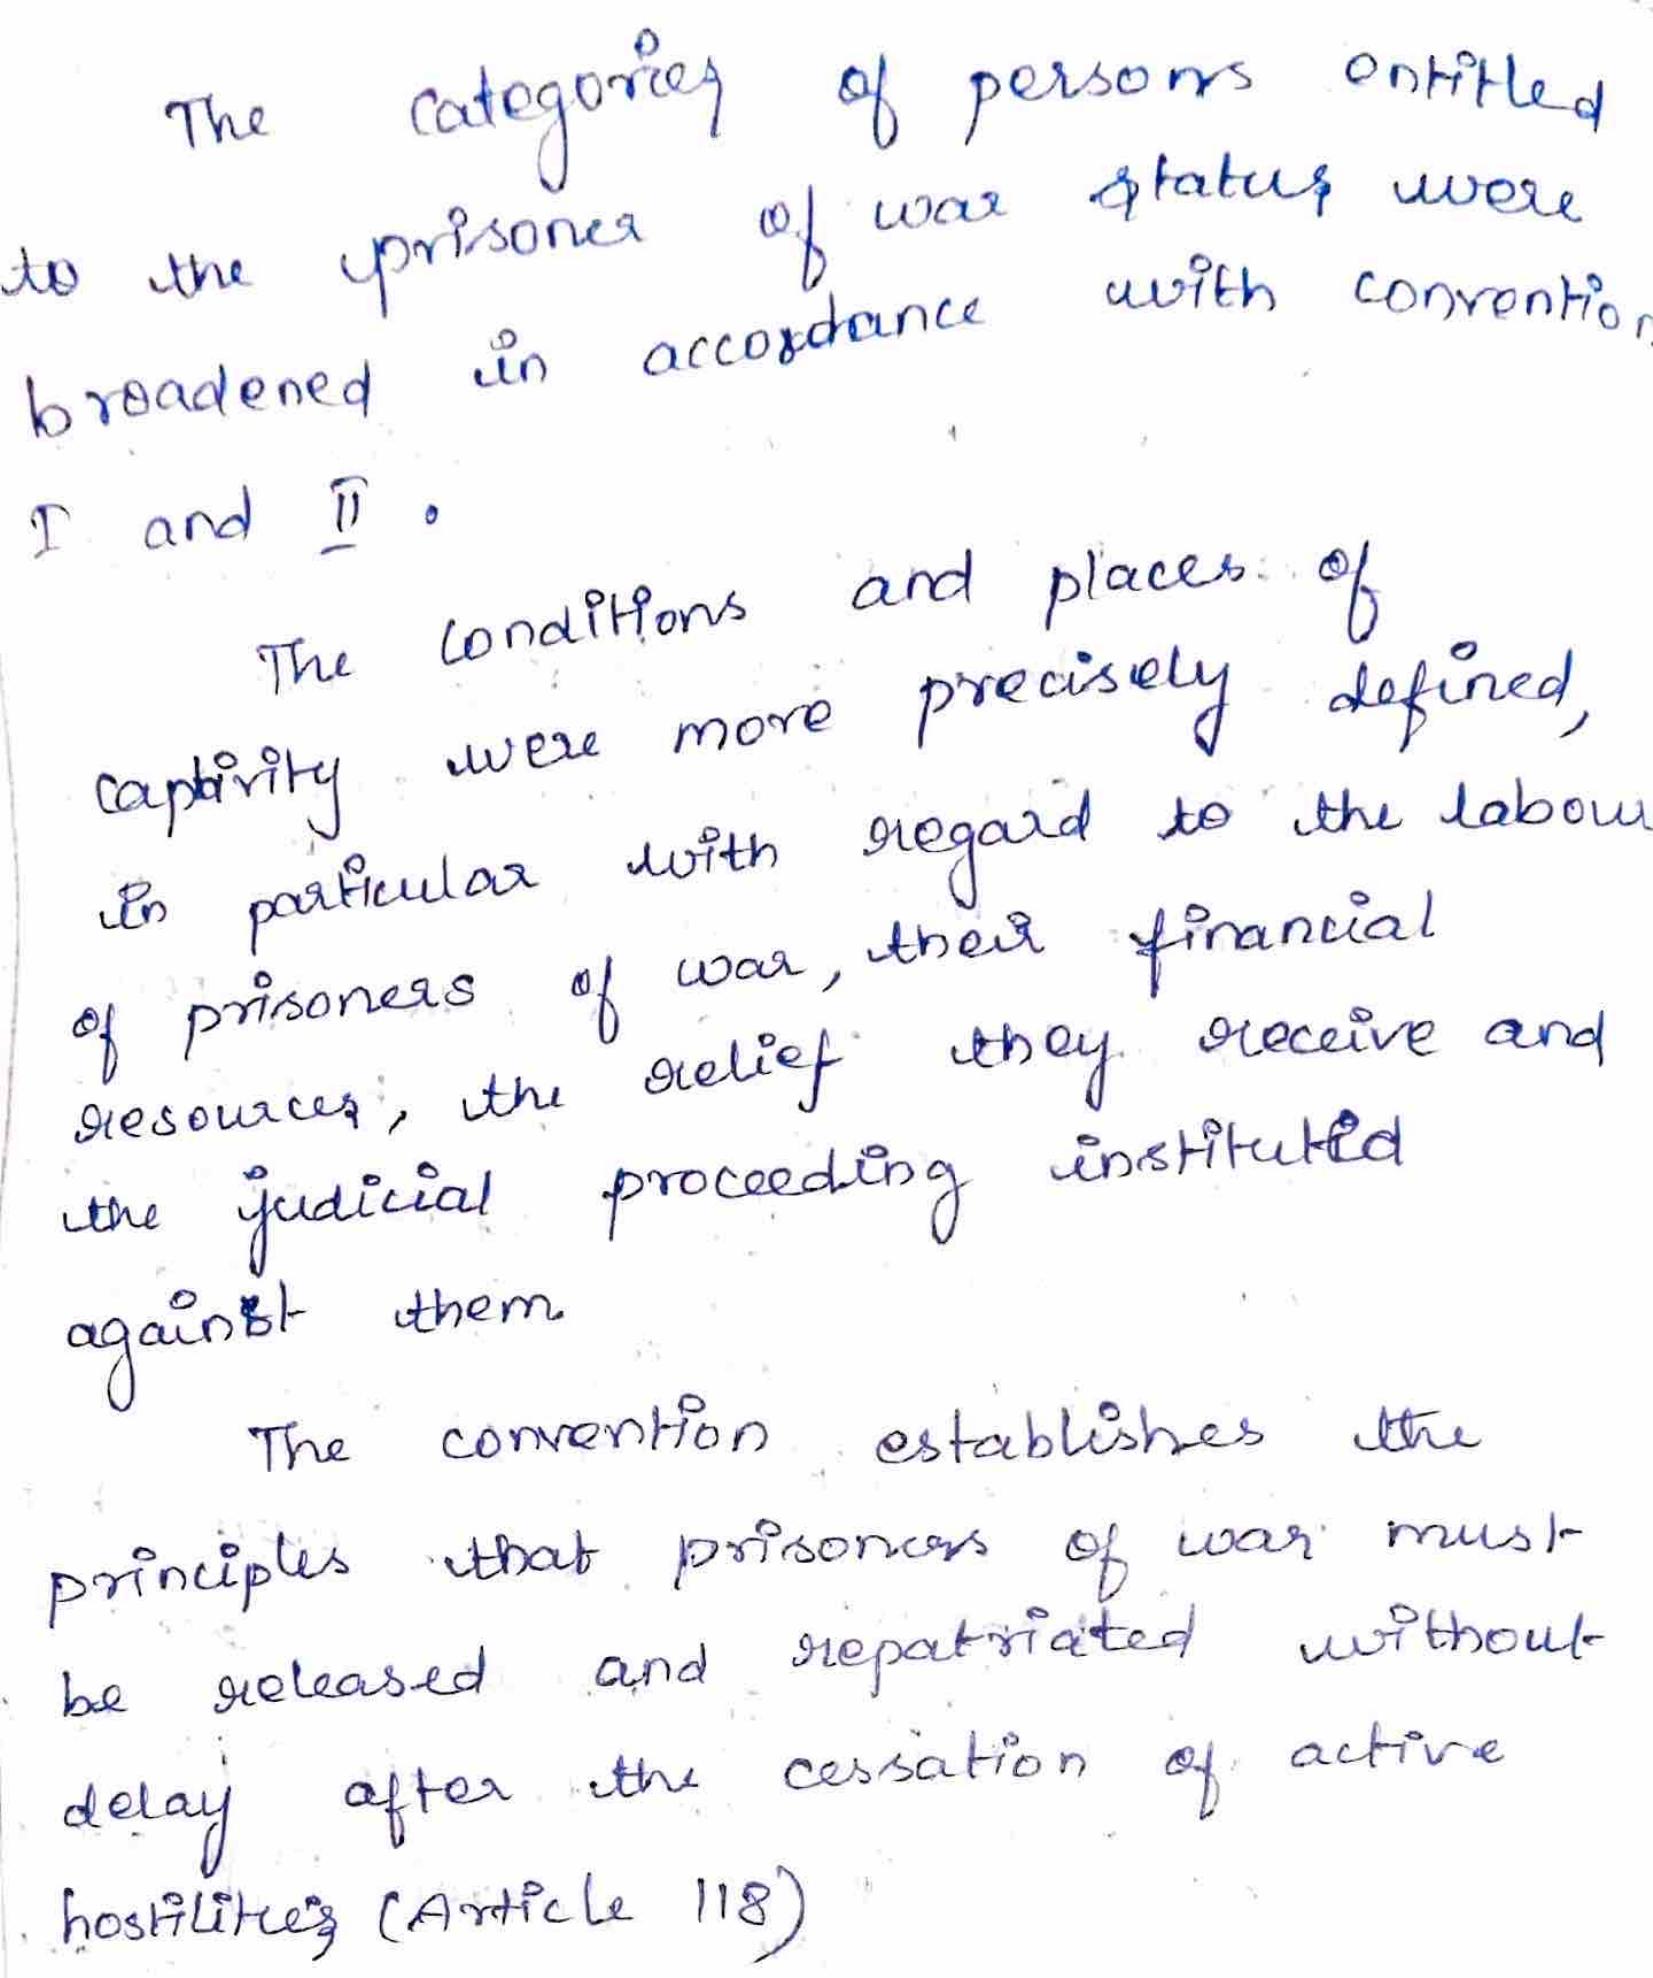 The categories of persons entitled
to the prisoner of war status were
broadened in accordance with convention
I and II .
The conditions and places of
captivity were more precisely defined,
in particular with regard to the labour
of prisoners of war, their financial
resources, the relief they receive and
the judicial proceeding instituted
against them
The convention establishes the
principles that prisoners of war must
be released and repatriated without
delay after the cessation of active
hostilities (Article 118)